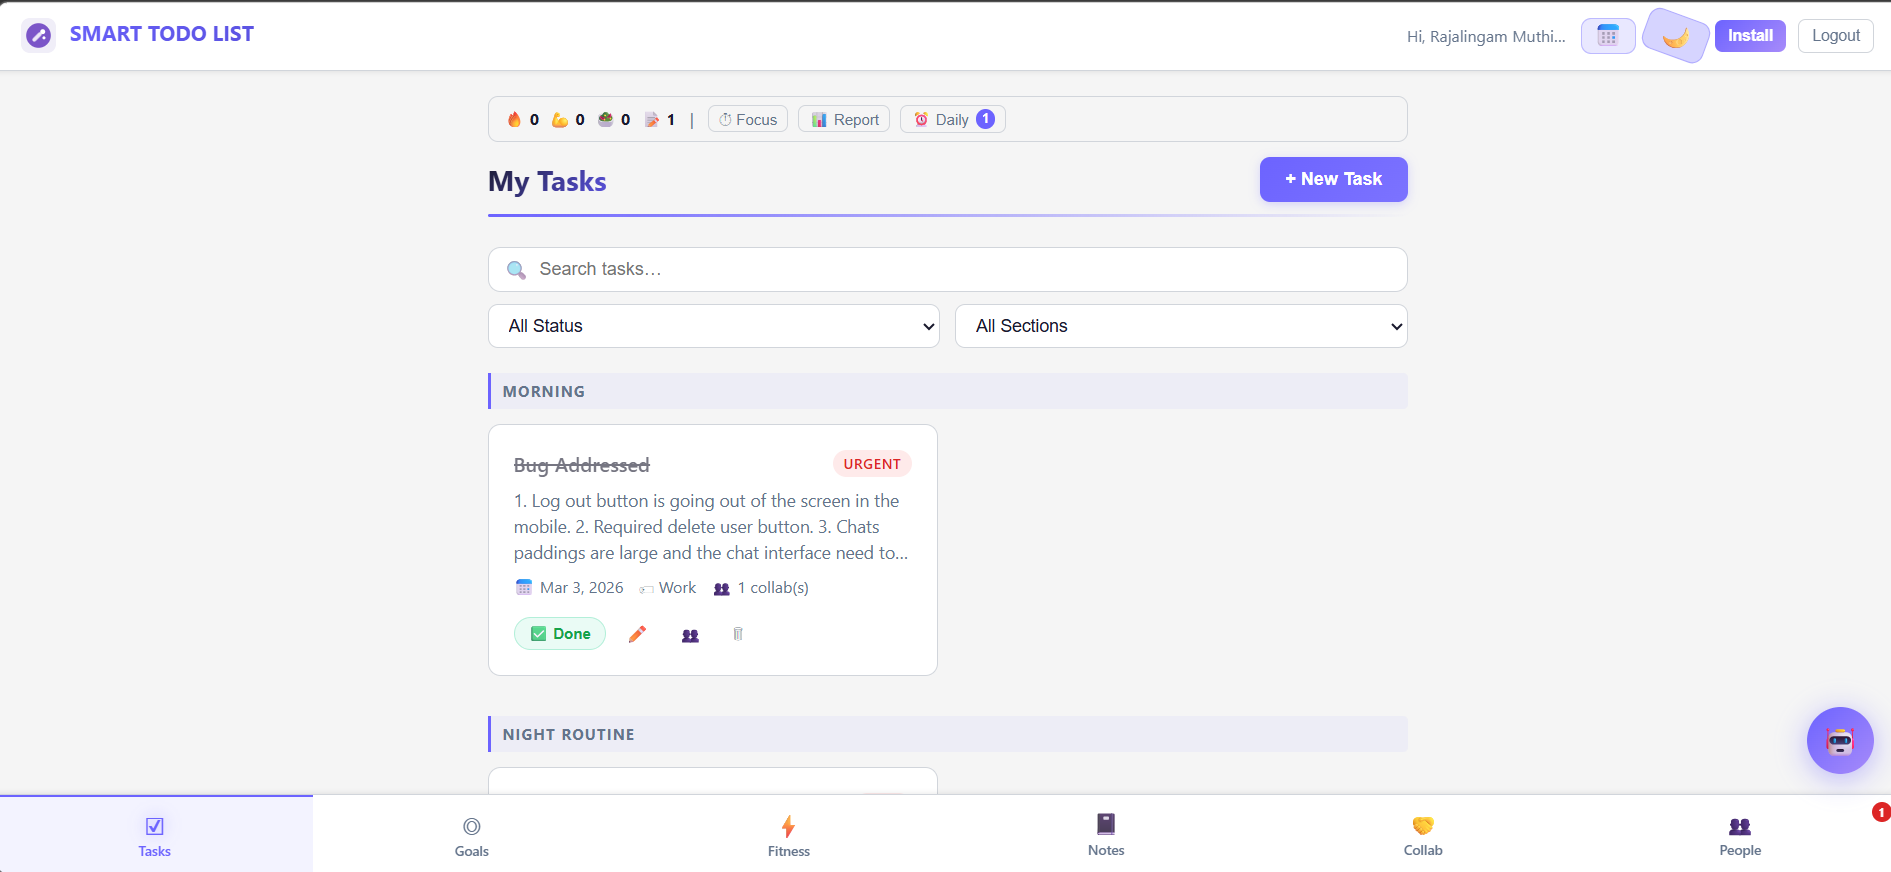 SMART TODO LIST
Hi, Rajalingam Muthi...
Install
Logout
0 0 0 1 | Focus Report Daily 1
My Tasks
+ New Task
Search tasks...
All Status
All Sections
MORNING
Bug Addressed
URGENT
1. Log out button is going out of the screen in the
mobile. 2. Required delete user button. 3. Chats
paddings are large and the chat interface need to...
Mar 3, 2026 Work 1 collab(s)
Done
NIGHT ROUTINE
1
Tasks
Goals
Fitness
Notes
Collab
People